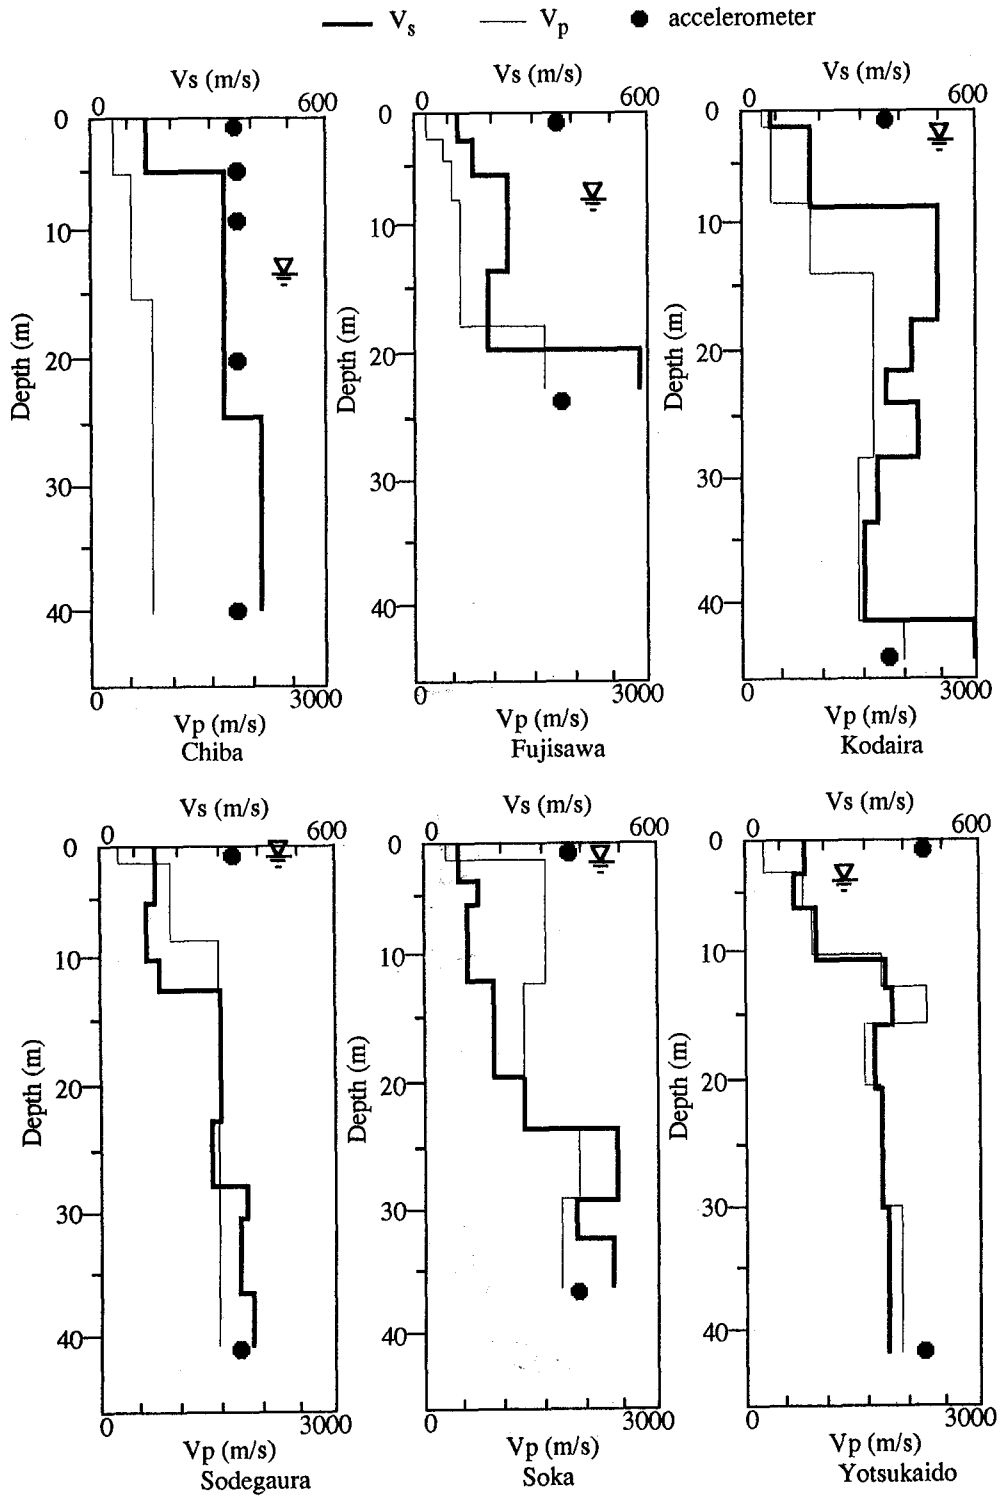 Vs Vp accelerometer
Vs (m/s) Vs (m/s) Vs (m/s)
0 600 0 600 0 600
0 0 0
10 10 10
20 20 20
30 30 30
40 40 40
Depth (m) Depth (m) Depth (m)
0 3000 0 3000 0 3000
Vp (m/s) Vp (m/s) Vp (m/s)
Chiba Fujisawa Kodaira
Vs (m/s) Vs (m/s) Vs (m/s)
0 600 0 600 0 600
0 0 0
10 10 10
20 20 20
30 30 30
40 40 40
Depth (m) Depth (m) Depth (m)
0 3000 0 3000 0 3000
Vp (m/s) Vp (m/s) Vp (m/s)
Sodegaura Soka Yotsukaido